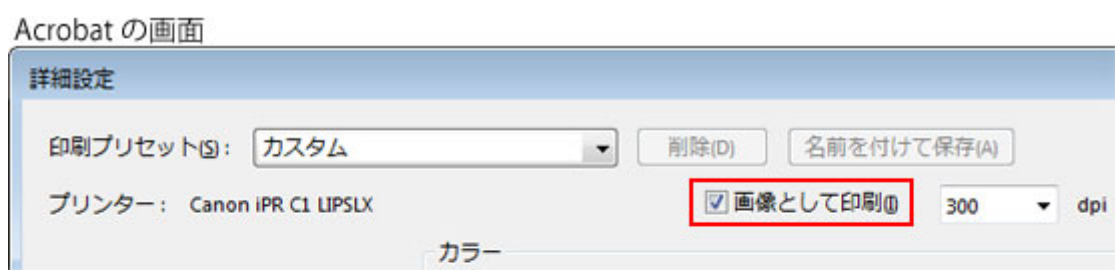 Acrobat の画面
詳細設定
印刷プリセット(S): カスタム 削除(D) 名前を付けて保存(A)
プリンター: Canon iPR C1 LIPSLX 画像として印刷(I) 300 dpi
カラー